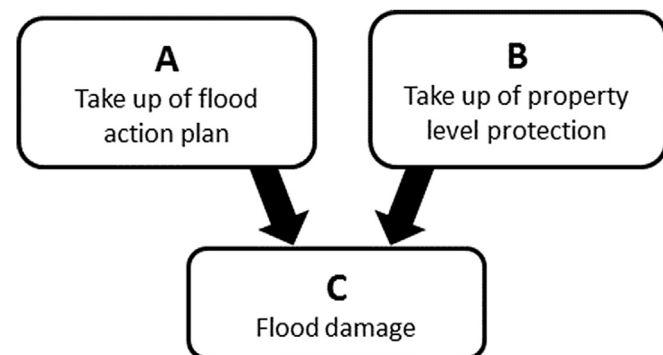 A
Take up of flood
action plan
B
Take up of property
level protection
C
Flood damage